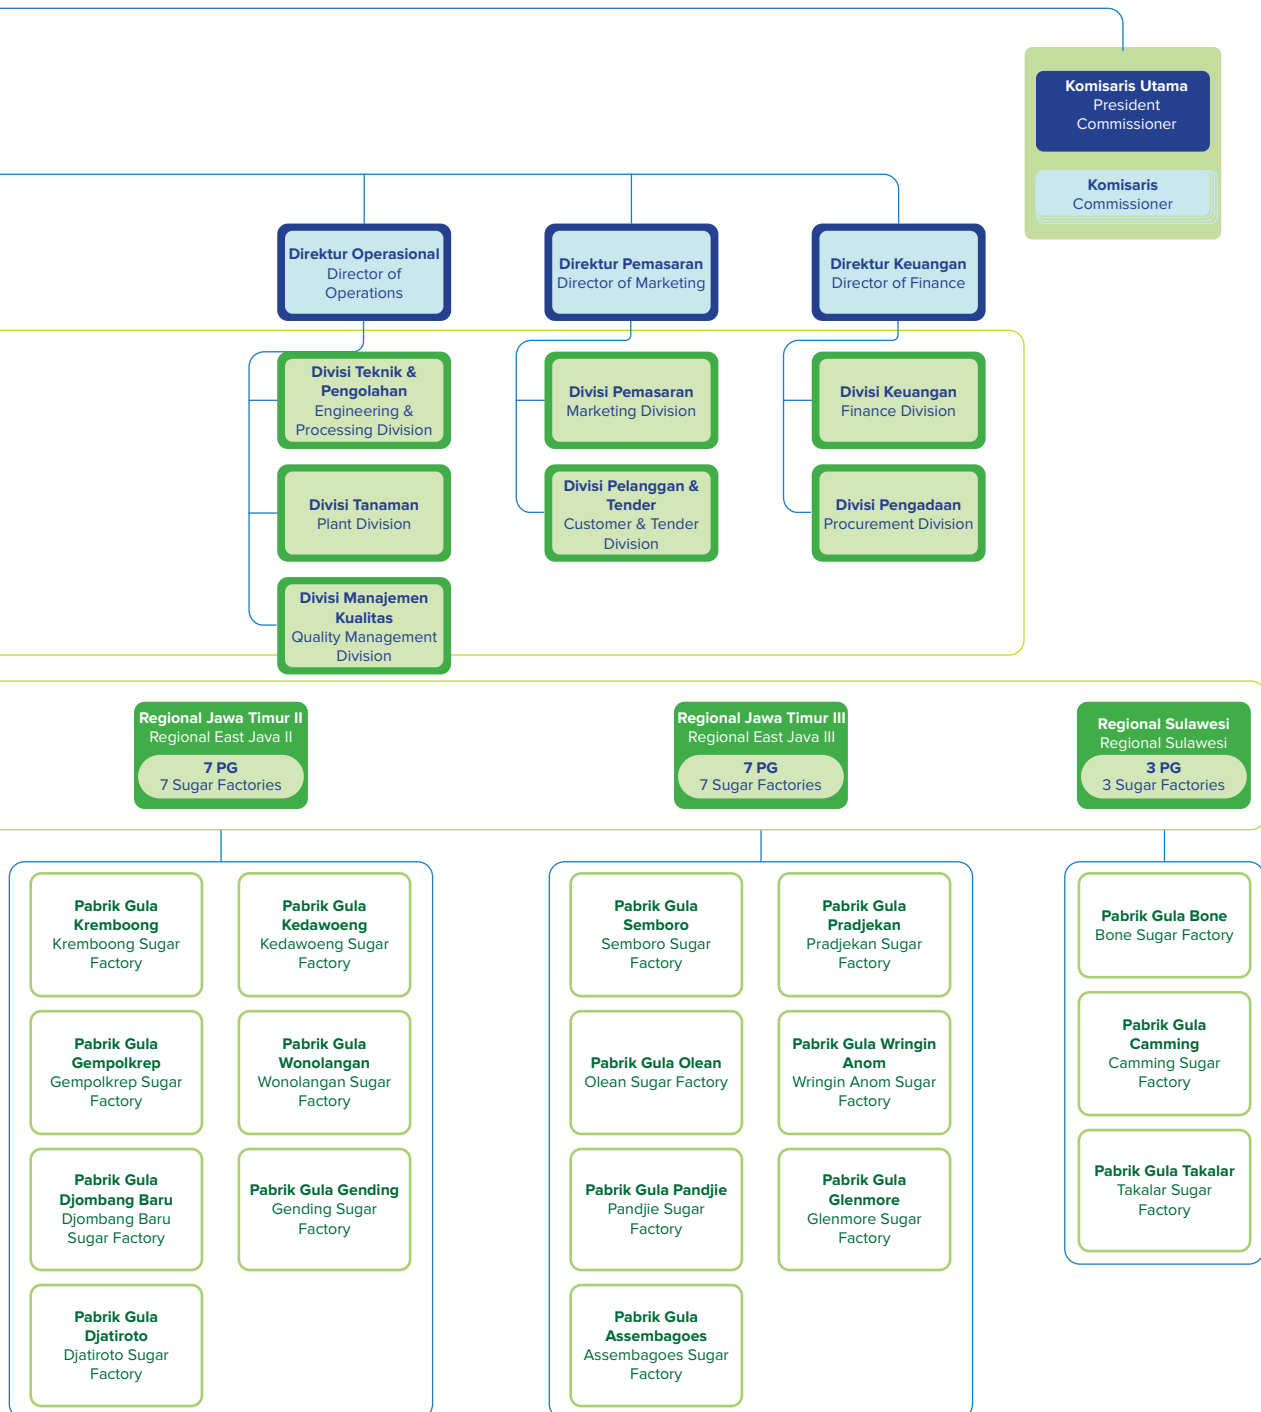 Komisaris Utama
President
Commissioner
Komisaris
Commissioner
Direktur Operasional
Director of
Operations
Direktur Pemasaran
Director of Marketing
Direktur Keuangan
Director of Finance
Divisi Teknik &
Pengolahan
Engineering &
Processing Division
Divisi Pemasaran
Marketing Division
Divisi Keuangan
Finance Division
Divisi Tanaman
Plant Division
Divisi Pelanggan &
Tender
Customer & Tender
Division
Divisi Pengadaan
Procurement Division
Divisi Manajemen
Kualitas
Quality Management
Division
Regional Jawa Timur II
Regional East Java II
7 PG
7 Sugar Factories
Regional Jawa Timur III
Regional East Java III
7 PG
7 Sugar Factories
Regional Sulawesi
Regional Sulawesi
3 PG
3 Sugar Factories
Pabrik Gula
Kremboong
Kremboong Sugar
Factory
Pabrik Gula
Kedawoeng
Kedawoeng Sugar
Factory
Pabrik Gula
Gempolkrep
Gempolkrep Sugar
Factory
Pabrik Gula
Wonolangan
Wonolangan Sugar
Factory
Pabrik Gula
Djombang Baru
Djombang Baru
Sugar Factory
Pabrik Gula Gending
Gending Sugar
Factory
Pabrik Gula
Djatiroto
Djatiroto Sugar
Factory
Pabrik Gula
Semboro
Semboro Sugar
Factory
Pabrik Gula
Pradjekan
Pradjekan Sugar
Factory
Pabrik Gula Olean
Olean Sugar Factory
Pabrik Gula Wringin
Anom
Wringin Anom Sugar
Factory
Pabrik Gula Pandjie
Pandjie Sugar
Factory
Pabrik Gula
Glenmore
Glenmore Sugar
Factory
Pabrik Gula
Assembagoes
Assembagoes Sugar
Factory
Pabrik Gula Bone
Bone Sugar Factory
Pabrik Gula
Camming
Camming Sugar
Factory
Pabrik Gula Takalar
Takalar Sugar
Factory